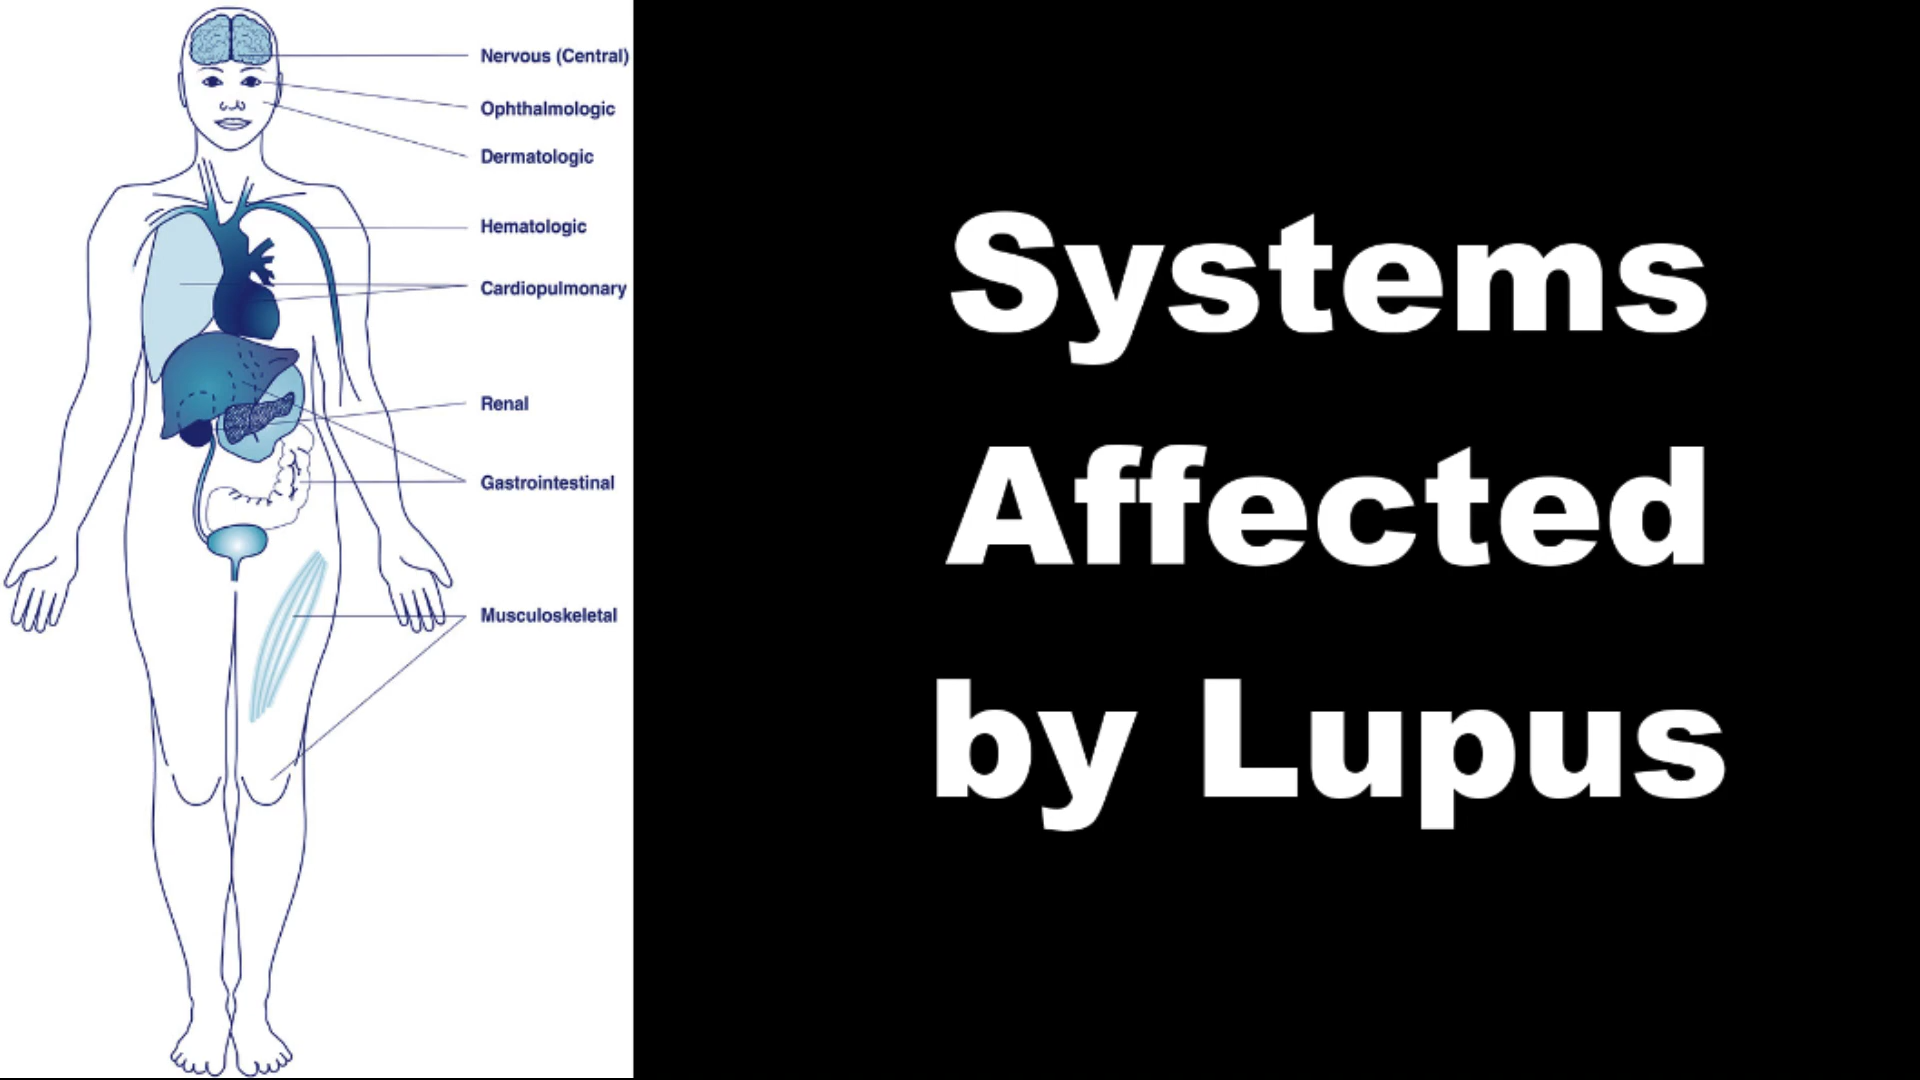 Nervous (Central)
Ophthalmologic
Dermatologic
Hematologic
Cardiopulmonary
Renal
Gastrointestinal
Musculoskeletal
Systems
Affected
by Lupus